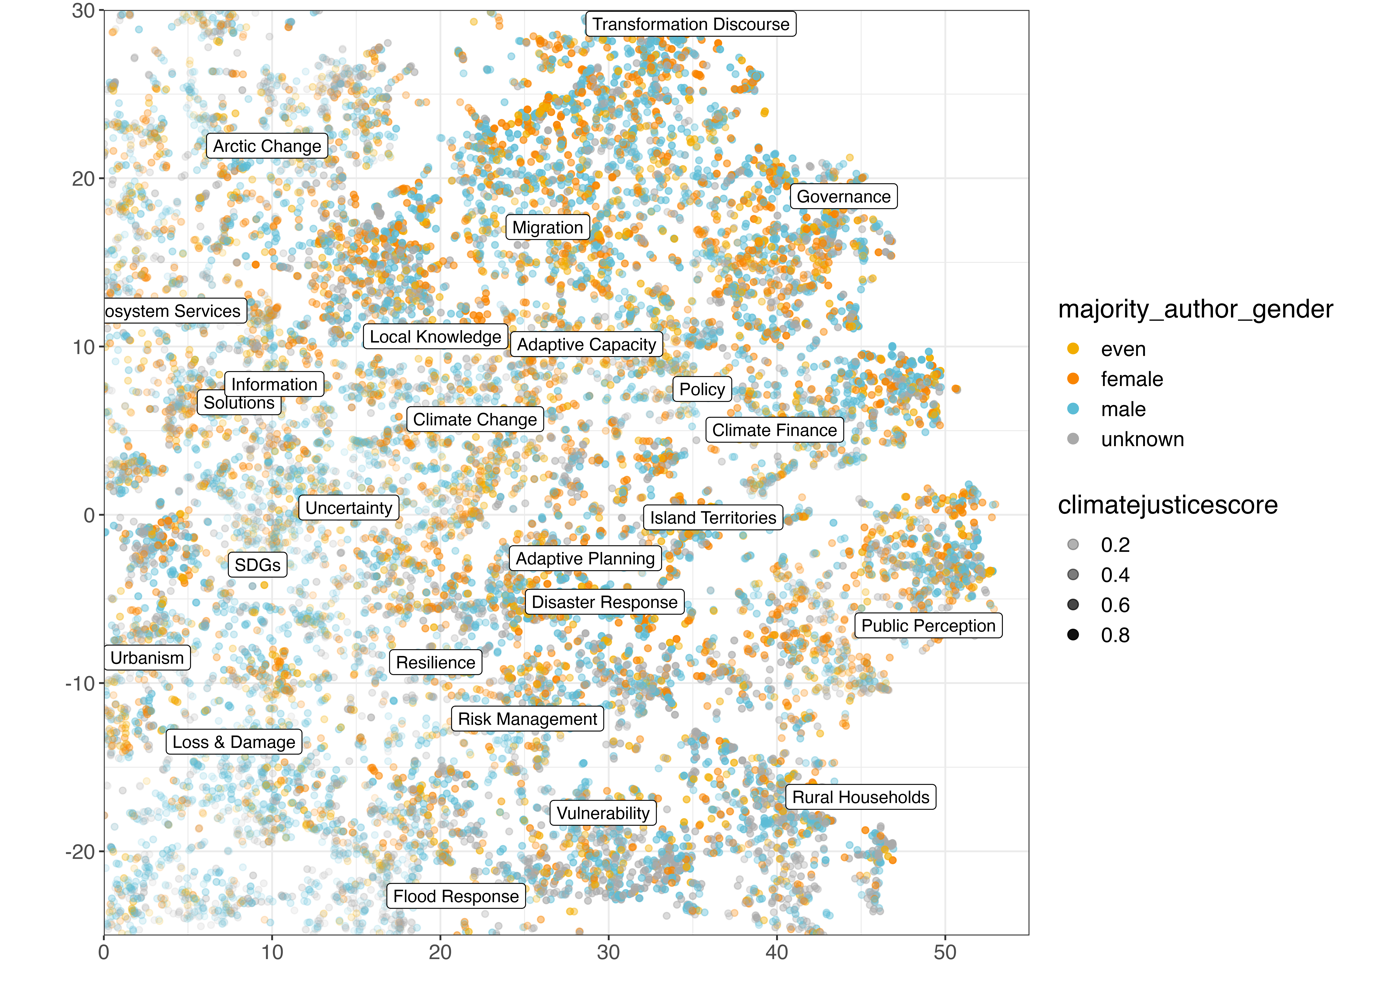 30
20
10
0
-10
-20
0
10
20
30
40
50
Transformation Discourse
Arctic Change
Governance
Migration
osystem Services
Local Knowledge
Adaptive Capacity
Information
Solutions
Policy
Climate Change
Climate Finance
Uncertainty
Island Territories
SDGs
Adaptive Planning
Disaster Response
Public Perception
Urbanism
Resilience
Risk Management
Loss & Damage
Rural Households
Vulnerability
Flood Response
majority_author_gender
even
female
male
unknown
climatejusticescore
0.2
0.4
0.6
0.8